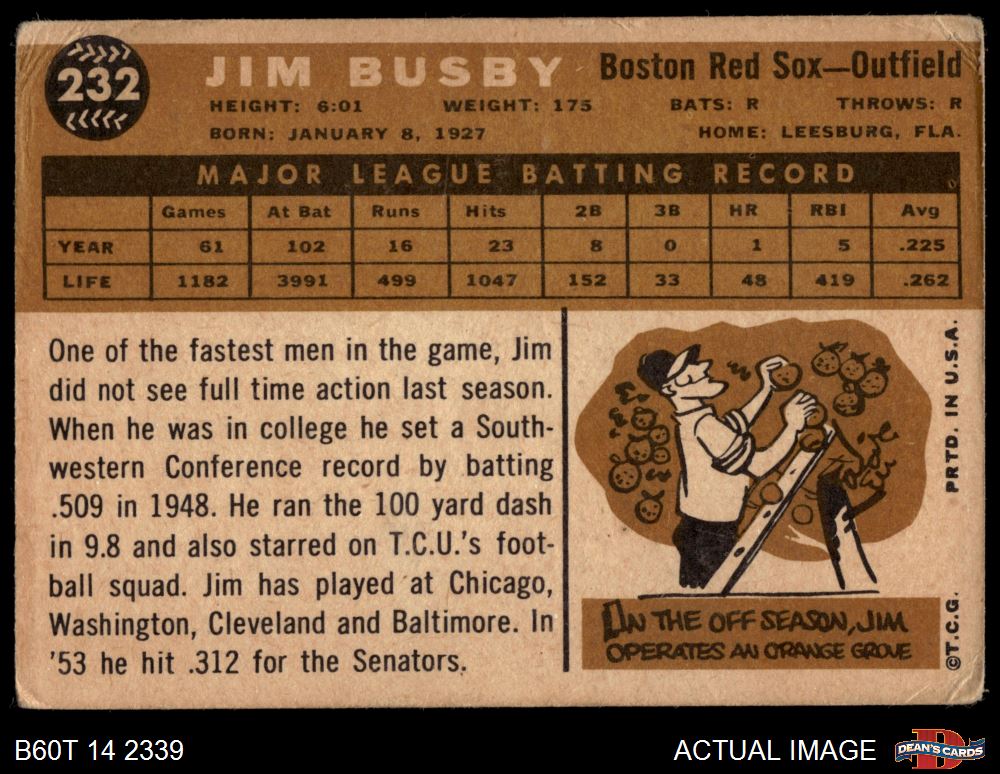 232
JIM BUSBY
Boston Red Sox—Outfield
HEIGHT: 6:01 WEIGHT: 175 BATS: R THROWS: R
BORN: JANUARY 8, 1927 HOME: LEESBURG, FLA.
MAJOR LEAGUE BATTING RECORD
Games At Bat Runs Hits 2B 3B HR RBI Avg
YEAR 61 102 16 23 8 0 1 5 .225
LIFE 1182 3991 499 1047 152 33 48 419 .262
One of the fastest men in the game, Jim
did not see full time action last season.
When he was in college he set a South-
western Conference record by batting
.509 in 1948. He ran the 100 yard dash
in 9.8 and also starred on T.C.U.'s foot-
ball squad. Jim has played at Chicago,
Washington, Cleveland and Baltimore. In
'53 he hit .312 for the Senators.
IN THE OFF SEASON, JIM
OPERATES AN ORANGE GROVE
©T.C.G. PRTD. IN U.S.A.
B60T 14 2339
ACTUAL IMAGE
D
DEAN'S CARDS